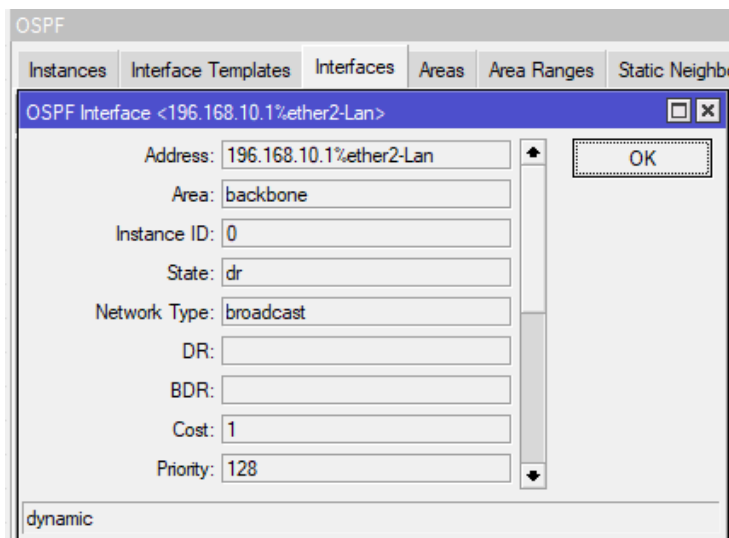 OSPF
Instances Interface Templates Interfaces Areas Area Ranges Static Neighb
OSPF Interface <196.168.10.1%ether2-Lan>
Address: 196.168.10.1%ether2-Lan OK
Area: backbone
Instance ID: 0
State: dr
Network Type: broadcast
DR:
BDR:
Cost: 1
Priority: 128
dynamic